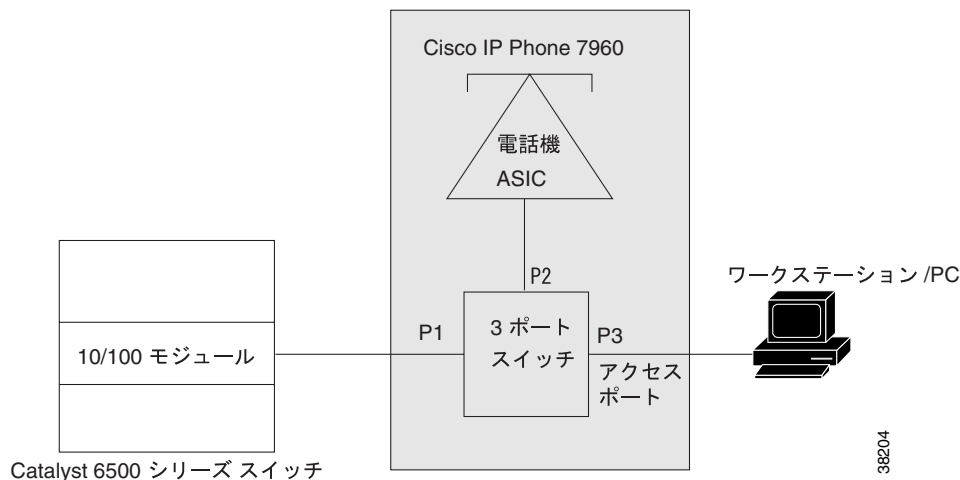 Cisco IP Phone 7960
電話機
ASIC
P2
ワークステーション /PC
P1
3 ポート
スイッチ
P3
10/100 モジュール
アクセス
ポート
Catalyst 6500 シリーズ スイッチ
38204